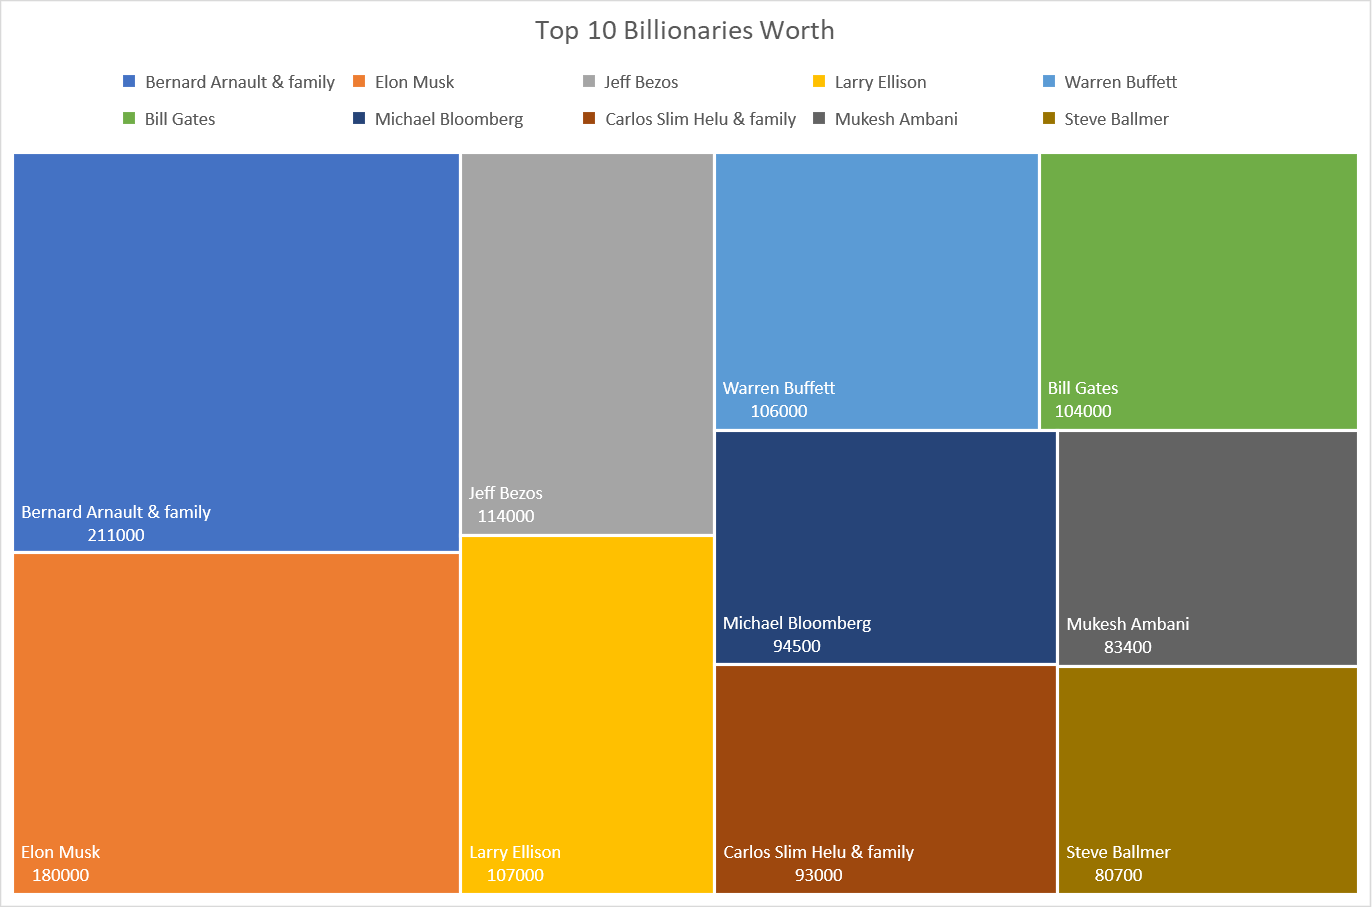 Top 10 Billionaries Worth
Bernard Arnault & family
Elon Musk
Jeff Bezos
Larry Ellison
Warren Buffett
Bill Gates
Michael Bloomberg
Carlos Slim Helu & family
Mukesh Ambani
Steve Ballmer
Bernard Arnault & family
211000
Elon Musk
180000
Jeff Bezos
114000
Larry Ellison
107000
Warren Buffett
106000
Bill Gates
104000
Michael Bloomberg
94500
Mukesh Ambani
83400
Carlos Slim Helu & family
93000
Steve Ballmer
80700